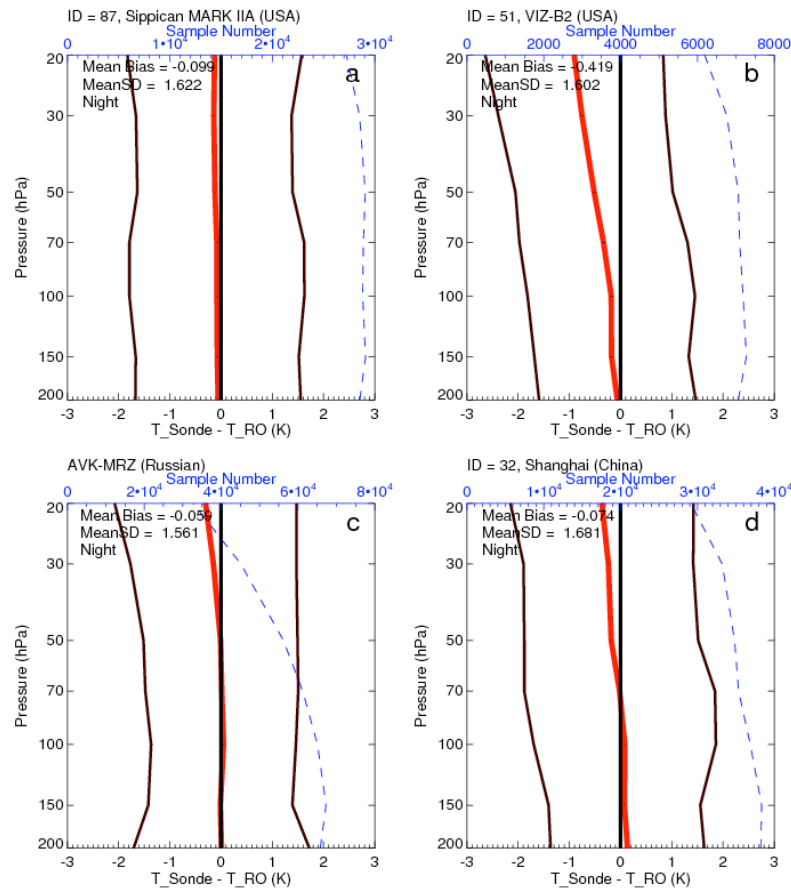 ID = 87, Sippican MARK IIA (USA)
Sample Number
0 1•10⁴ 2•10⁴ 3•10⁴
Mean Bias = -0.099
MeanSD = 1.622
Night
a
20
30
50
70
100
150
200
Pressure (hPa)
-3 -2 -1 0 1 2 3
T_Sonde - T_RO (K)
ID = 51, VIZ-B2 (USA)
Sample Number
0 2000 4000 6000 8000
Mean Bias = -0.419
MeanSD = 1.602
Night
b
20
30
50
70
100
150
200
Pressure (hPa)
-3 -2 -1 0 1 2 3
T_Sonde - T_RO (K)
AVK-MRZ (Russian)
Sample Number
0 2•10⁴ 4•10⁴ 6•10⁴ 8•10⁴
Mean Bias = -0.059
MeanSD = 1.561
Night
c
20
30
50
70
100
150
200
Pressure (hPa)
-3 -2 -1 0 1 2 3
T_Sonde - T_RO (K)
ID = 32, Shanghai (China)
Sample Number
0 1•10⁴ 2•10⁴ 3•10⁴ 4•10⁴
Mean Bias = -0.074
MeanSD = 1.681
Night
d
20
30
50
70
100
150
200
Pressure (hPa)
-3 -2 -1 0 1 2 3
T_Sonde - T_RO (K)